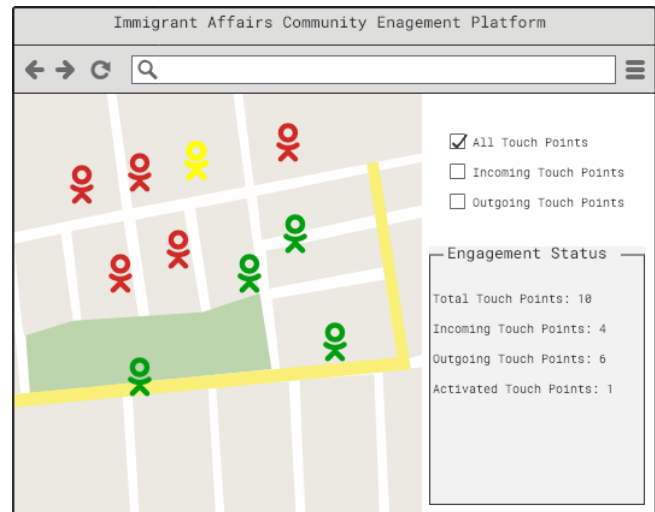 Immigrant Affairs Community Enagement Platform
All Touch Points
Incoming Touch Points
Outgoing Touch Points
Engagement Status
Total Touch Points: 10
Incoming Touch Points: 4
Outgoing Touch Points: 6
Activated Touch Points: 1